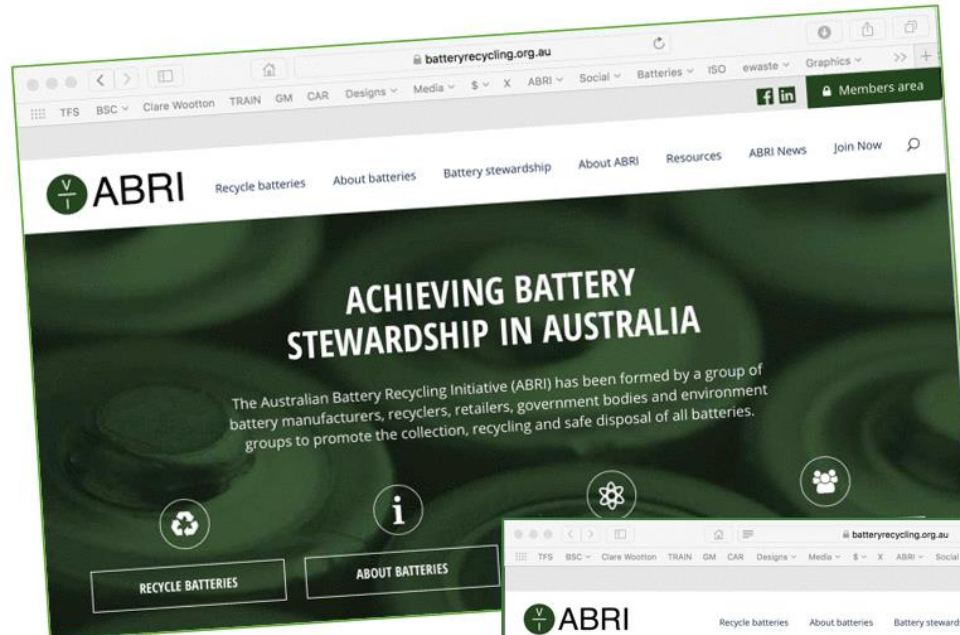 batteryrecycling.org.au
TFS BSC Clare Wootton TRAIN GM CAR Designs Media $ X ABRI Social Batteries ISO ewaste Graphics >> +
f in Members area
V I ABRI Recycle batteries About batteries Battery stewardship About ABRI Resources ABRI News Join Now
ACHIEVING BATTERY
STEWARDSHIP IN AUSTRALIA
The Australian Battery Recycling Initiative (ABRI) has been formed by a group of
battery manufacturers, recyclers, retailers, government bodies and environment
groups to promote the collection, recycling and safe disposal of all batteries.
i
RECYCLE BATTERIES ABOUT BATTERIES
batteryrecycling.org.au
TFS BSC Clare Wootton TRAIN GM CAR Designs Media $ X ABRI Social
V I ABRI Recycle batteries About batteries Battery steward